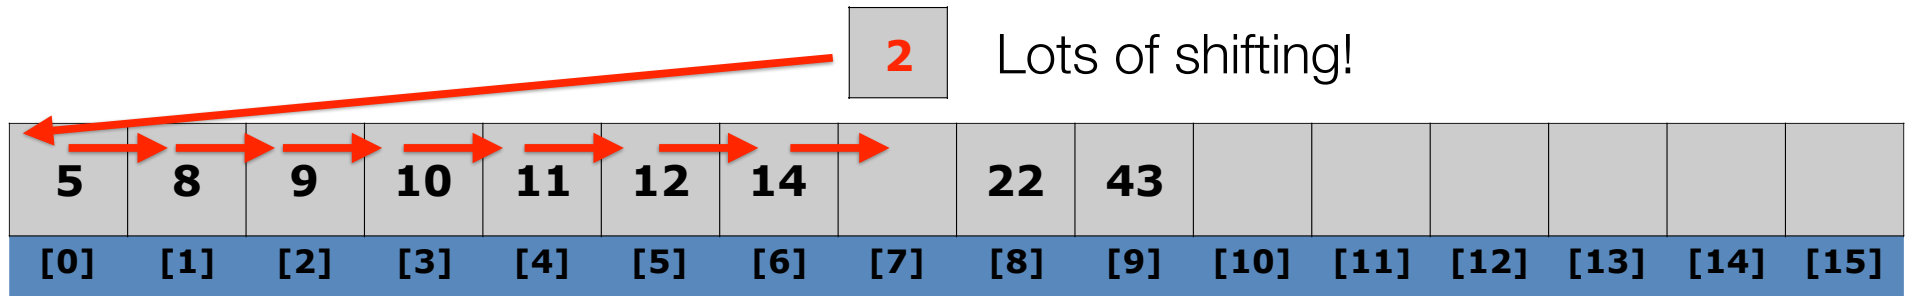 2 Lots of shifting!
5 8 9 10 11 12 14 22 43
[0] [1] [2] [3] [4] [5] [6] [7] [8] [9] [10] [11] [12] [13] [14] [15]